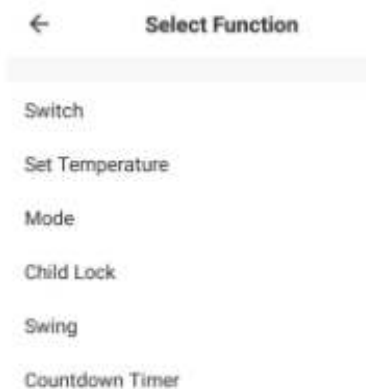 Select Function
Switch
Set Temperature
Mode
Child Lock
Swing
Countdown Timer